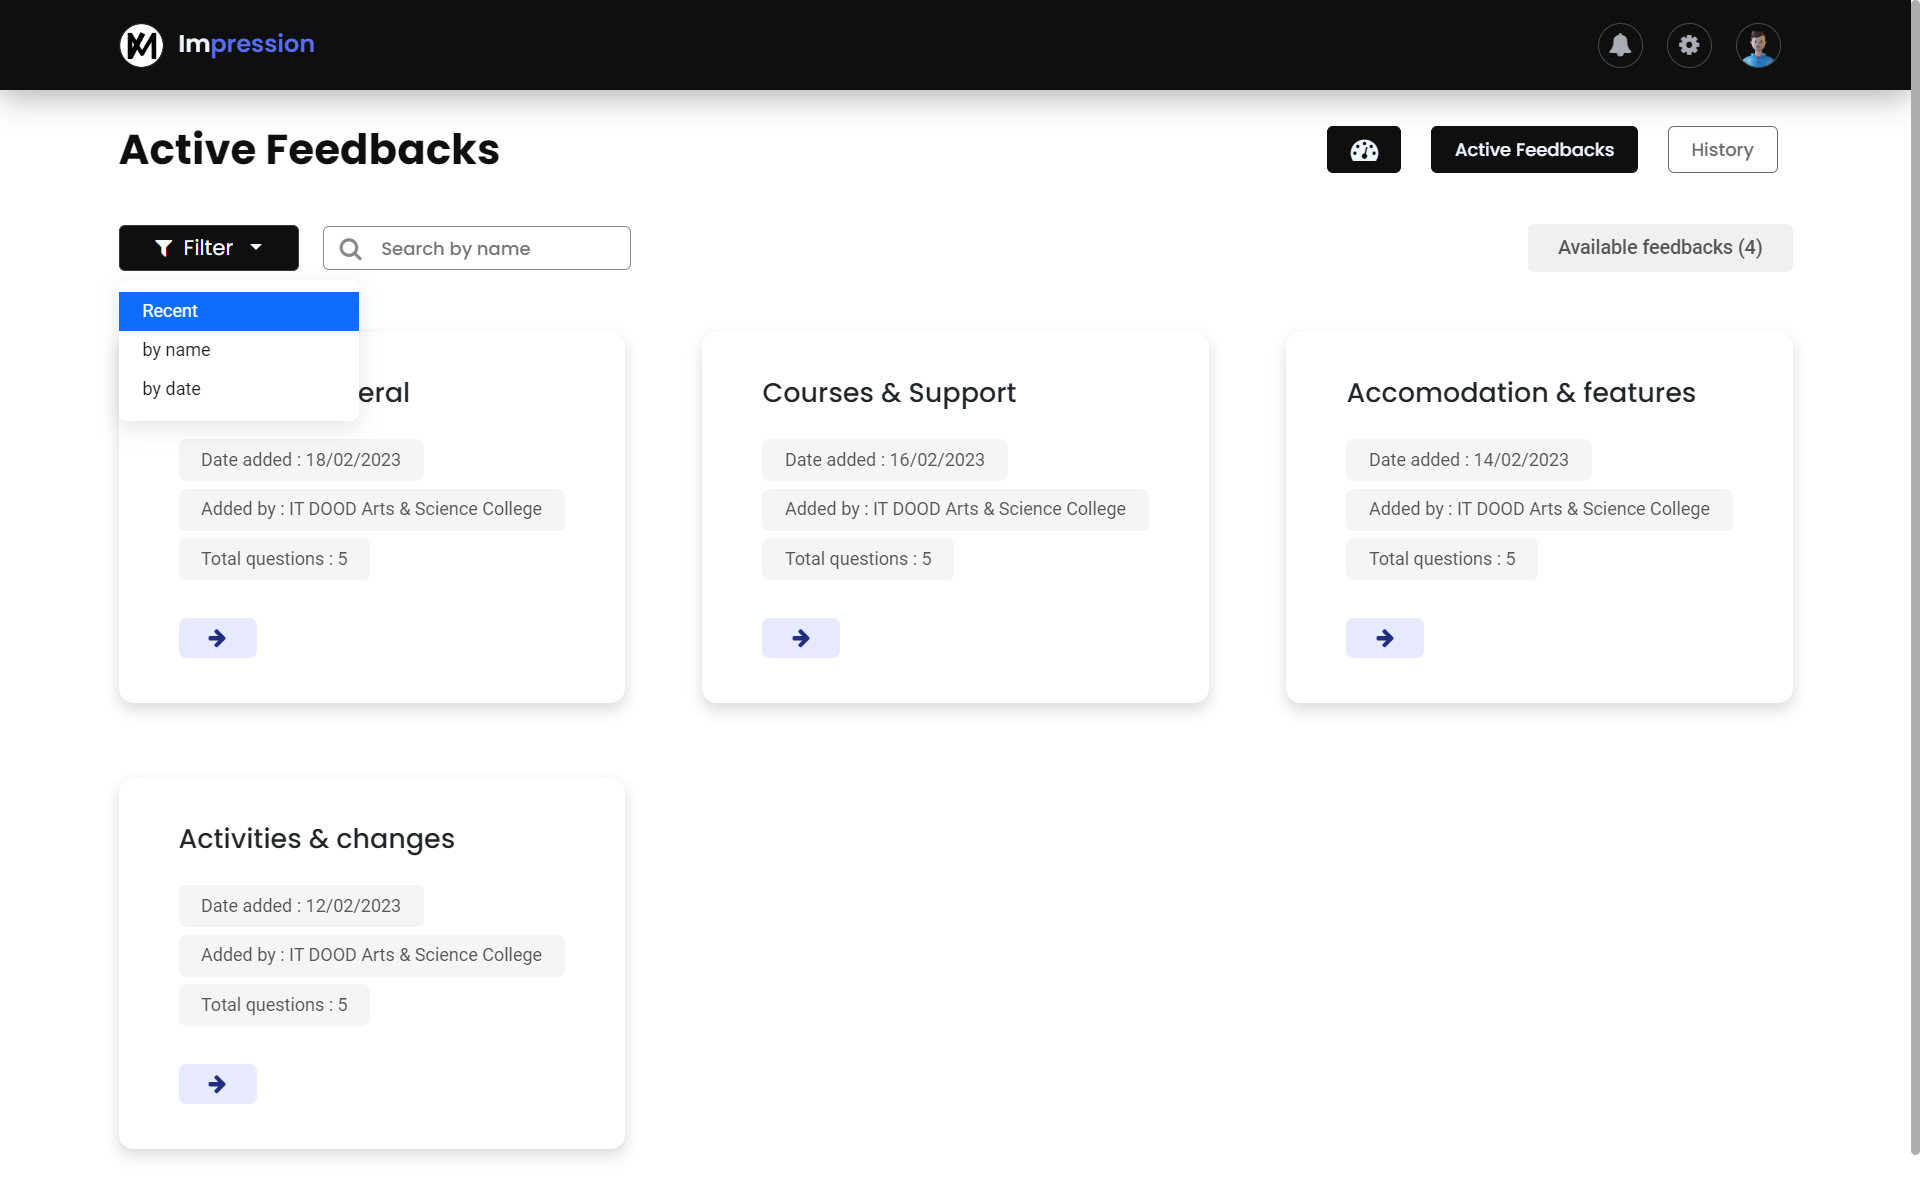 Impression
Active Feedbacks
Active Feedbacks
History
Filter
Search by name
Available feedbacks (4)
Recent
by name
by date
eral
Date added : 18/02/2023
Added by : IT DOOD Arts & Science College
Total questions : 5
Courses & Support
Date added : 16/02/2023
Added by : IT DOOD Arts & Science College
Total questions : 5
Accomodation & features
Date added : 14/02/2023
Added by : IT DOOD Arts & Science College
Total questions : 5
Activities & changes
Date added : 12/02/2023
Added by : IT DOOD Arts & Science College
Total questions : 5